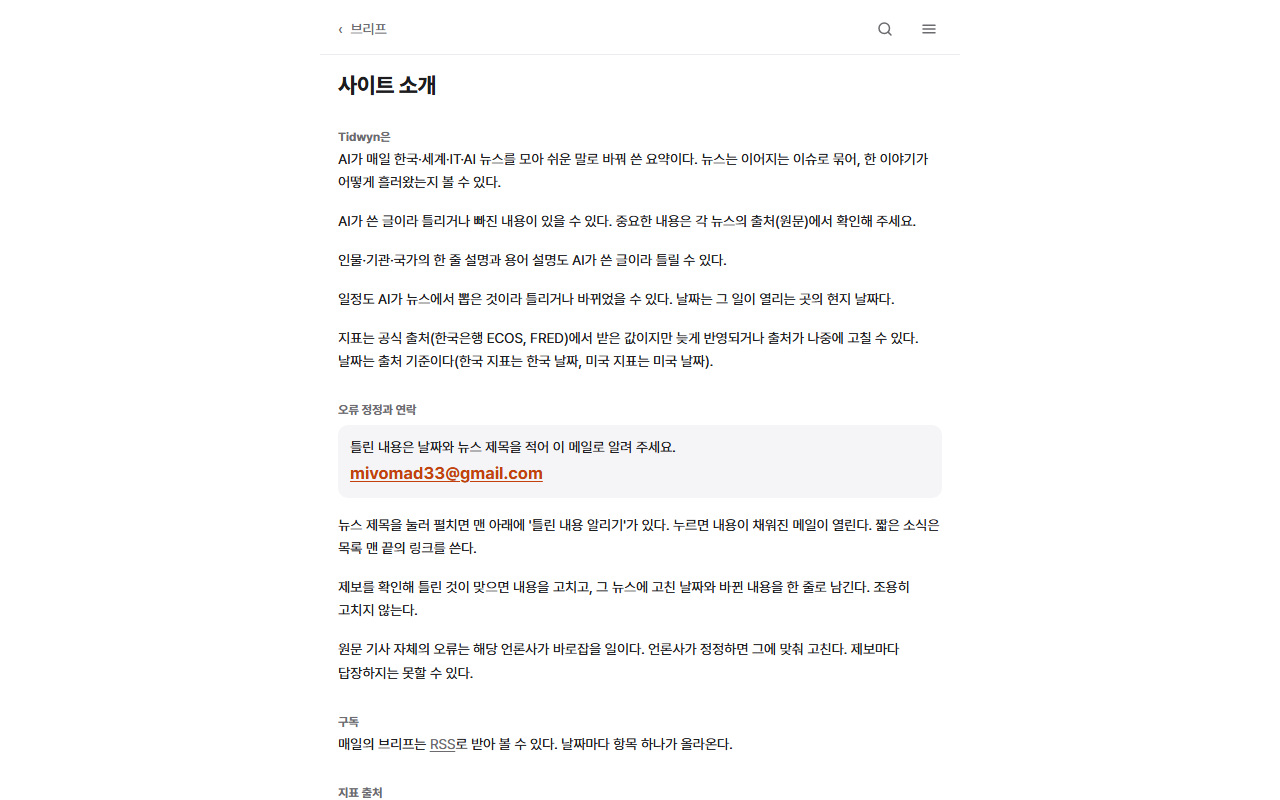 ‹ 브리프
사이트 소개
Tidwyn은
AI가 매일 한국·세계·IT·AI 뉴스를 모아 쉬운 말로 바꿔 쓴 요약이다. 뉴스는 이어지는 이슈로 묶어, 한 이야기가
어떻게 흘러왔는지 볼 수 있다.
AI가 쓴 글이라 틀리거나 빠진 내용이 있을 수 있다. 중요한 내용은 각 뉴스의 출처(원문)에서 확인해 주세요.
인물·기관·국가의 한 줄 설명과 용어 설명도 AI가 쓴 글이라 틀릴 수 있다.
일정도 AI가 뉴스에서 뽑은 것이라 틀리거나 바뀌었을 수 있다. 날짜는 그 일이 열리는 곳의 현지 날짜다.
지표는 공식 출처(한국은행 ECOS, FRED)에서 받은 값이지만 늦게 반영되거나 출처가 나중에 고칠 수 있다.
날짜는 출처 기준이다(한국 지표는 한국 날짜, 미국 지표는 미국 날짜).
오류 정정과 연락
틀린 내용은 날짜와 뉴스 제목을 적어 이 메일로 알려 주세요.
mivomad33@gmail.com
뉴스 제목을 눌러 펼치면 맨 아래에 '틀린 내용 알리기'가 있다. 누르면 내용이 채워진 메일이 열린다. 짧은 소식은
목록 맨 끝의 링크를 쓴다.
제보를 확인해 틀린 것이 맞으면 내용을 고치고, 그 뉴스에 고친 날짜와 바뀐 내용을 한 줄로 남긴다. 조용히
고치지 않는다.
원문 기사 자체의 오류는 해당 언론사가 바로잡을 일이다. 언론사가 정정하면 그에 맞춰 고친다. 제보마다
답장하지는 못할 수 있다.
구독
매일의 브리프는 RSS로 받아 볼 수 있다. 날짜마다 항목 하나가 올라온다.
지표 출처